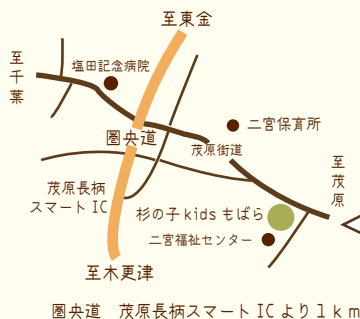 至東金
至千葉
塩田記念病院
圏央道
二宮保育所
茂原街道
至茂原
茂原長柄
スマートIC
杉の子kidsもばら
二宮福祉センター
至木更津
圏央道　茂原長柄スマートICより1km